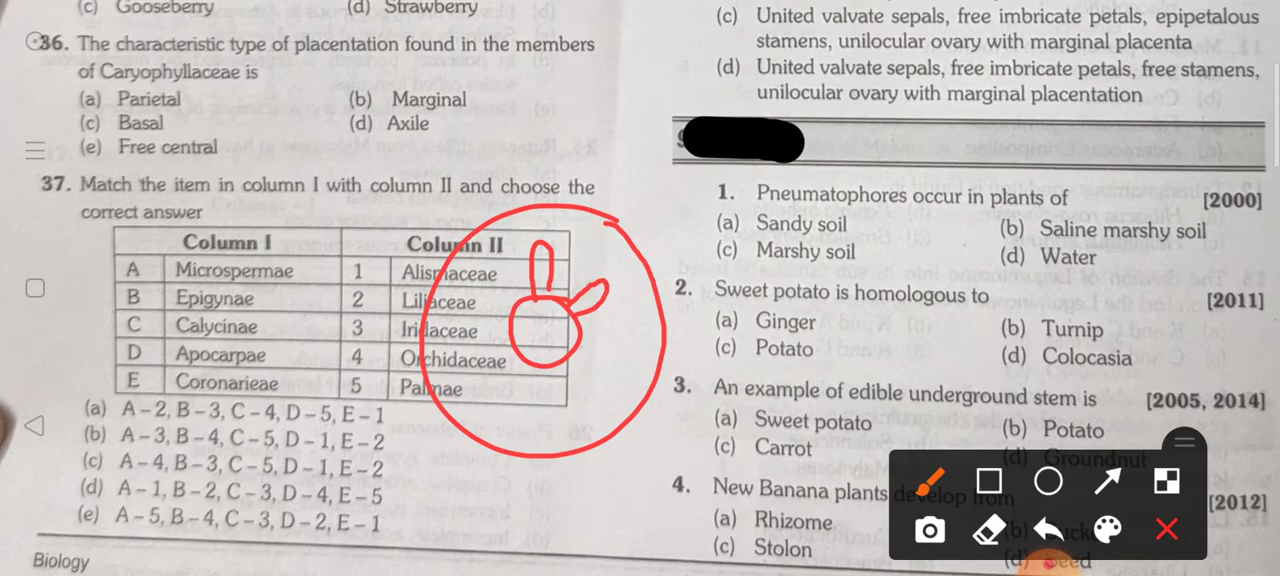 (c) Gooseberry (d) Strawberry
36. The characteristic type of placentation found in the members
of Caryophyllaceae is
(a) Parietal (b) Marginal
(c) Basal (d) Axile
(e) Free central
37. Match the item in column I with column II and choose the
correct answer
Column I Column II
A Microspermae 1 Alismaceae
B Epigynae 2 Liliaceae
C Calycinae 3 Iridaceae
D Apocarpae 4 Orchidaceae
E Coronarieae 5 Palmae
(a) A – 2, B – 3, C – 4, D – 5, E – 1
(b) A – 3, B – 4, C – 5, D – 1, E – 2
(c) A – 4, B – 3, C – 5, D – 1, E – 2
(d) A – 1, B – 2, C – 3, D – 4, E – 5
(e) A – 5, B – 4, C – 3, D – 2, E – 1
Biology
(c) United valvate sepals, free imbricate petals, epipetalous
stamens, unilocular ovary with marginal placenta
(d) United valvate sepals, free imbricate petals, free stamens,
unilocular ovary with marginal placentation
1. Pneumatophores occur in plants of [2000]
(a) Sandy soil (b) Saline marshy soil
(c) Marshy soil (d) Water
2. Sweet potato is homologous to [2011]
(a) Ginger (b) Turnip
(c) Potato (d) Colocasia
3. An example of edible underground stem is [2005, 2014]
(a) Sweet potato (b) Potato
(c) Carrot (d) Groundnut
4. New Banana plants develop from [2012]
(a) Rhizome (b)
(c) Stolon (d) Seed